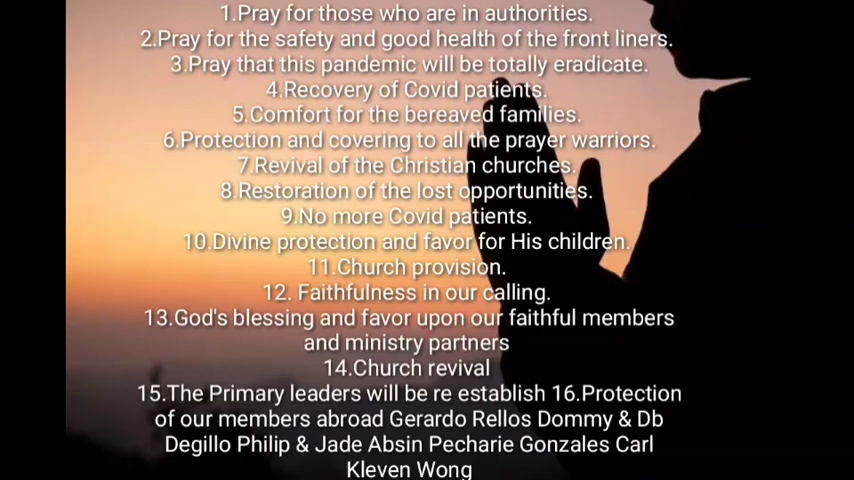 1.Pray for those who are in authorities.
2.Pray for the safety and good health of the front liners.
3.Pray that this pandemic will be totally eradicate.
4.Recovery of Covid patients.
5.Comfort for the bereaved families.
6.Protection and covering to all the prayer warriors.
7.Revival of the Christian churches.
8.Restoration of the lost opportunities.
9.No more Covid patients.
10.Divine protection and favor for His children.
11.Church provision.
12. Faithfulness in our calling.
13.God's blessing and favor upon our faithful members
and ministry partners
14.Church revival
15.The Primary leaders will be re establish 16.Protection
of our members abroad Gerardo Rellos Dommy & Db
Degillo Philip & Jade Absin Pecharie Gonzales Carl
Kleven Wong